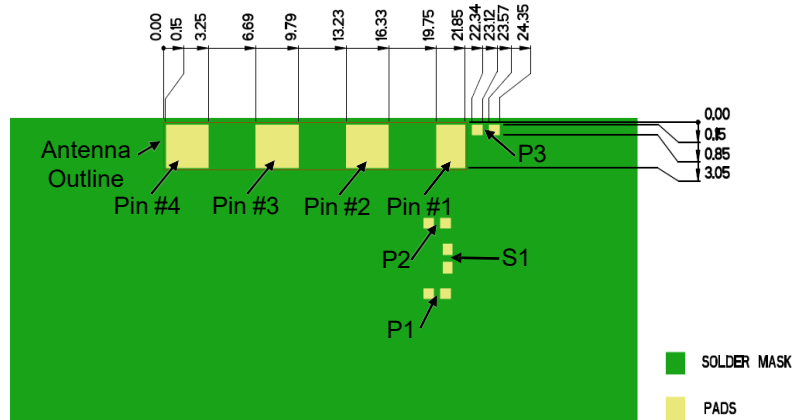 0.00 0.15 3.25 6.69 9.79 13.23 16.33 19.75 21.85 22.34 23.12 23.57 24.35
0.00
0.15
0.85
3.05
Antenna
Outline
P3
Pin #4 Pin #3 Pin #2 Pin #1
P2
S1
P1
SOLDER MASK
PADS